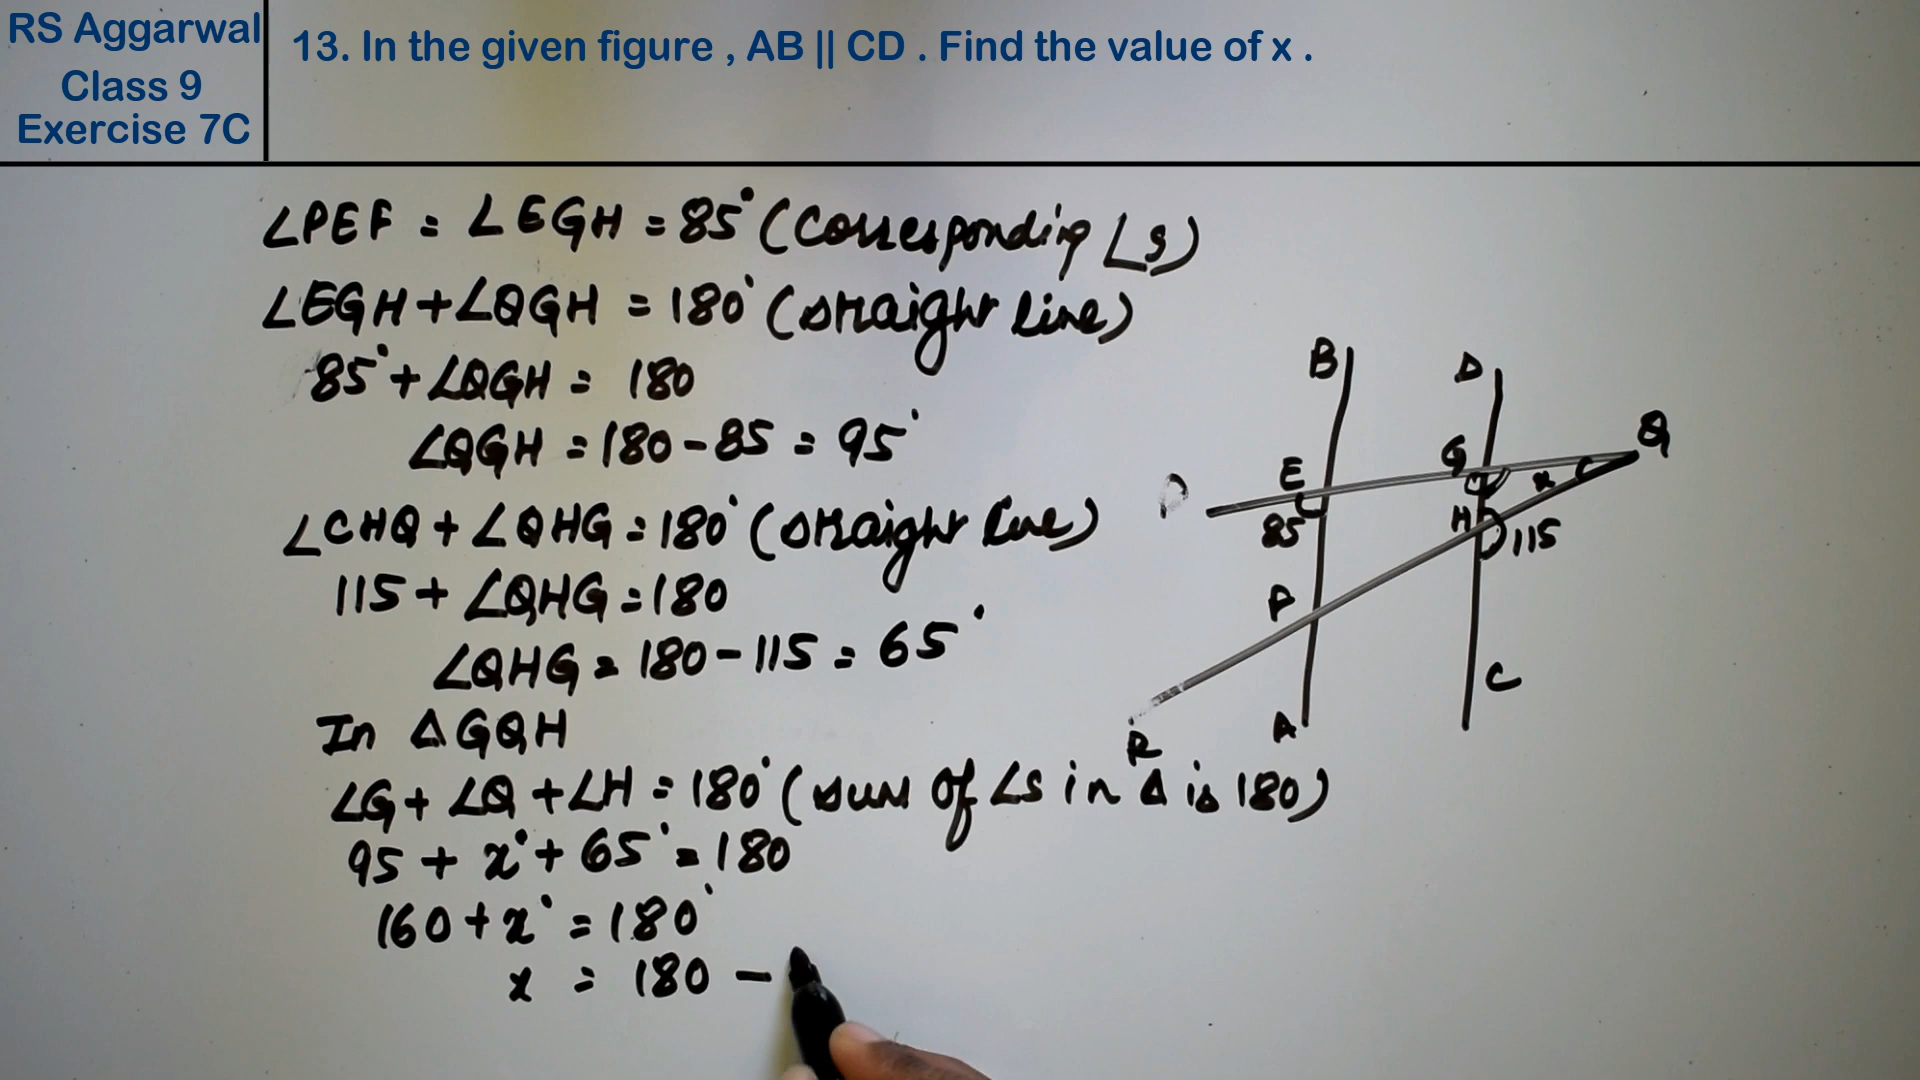 RS Aggarwal
Class 9
Exercise 7C
13. In the given figure , AB || CD . Find the value of x .
∠PEF = ∠EGH = 85° (Corresponding ∠s)
∠EGH + ∠QGH = 180° (straight line)
85° + ∠QGH = 180
∠QGH = 180 - 85 = 95°
∠CHQ + ∠QHG = 180° (straight line)
115 + ∠QHG = 180
∠QHG = 180 - 115 = 65°
In Δ GQH
∠G + ∠Q + ∠H = 180° (sum of ∠s in Δ is 180)
95 + x° + 65° = 180
160 + x° = 180°
x = 180 -
B D
Q
G
E
P x
85 H 115
F
C
A
R